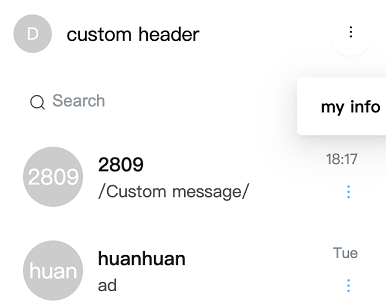 D custom header
Search
my info
2809 2809 18:17
/Custom message/
huan huanhuan Tue
ad